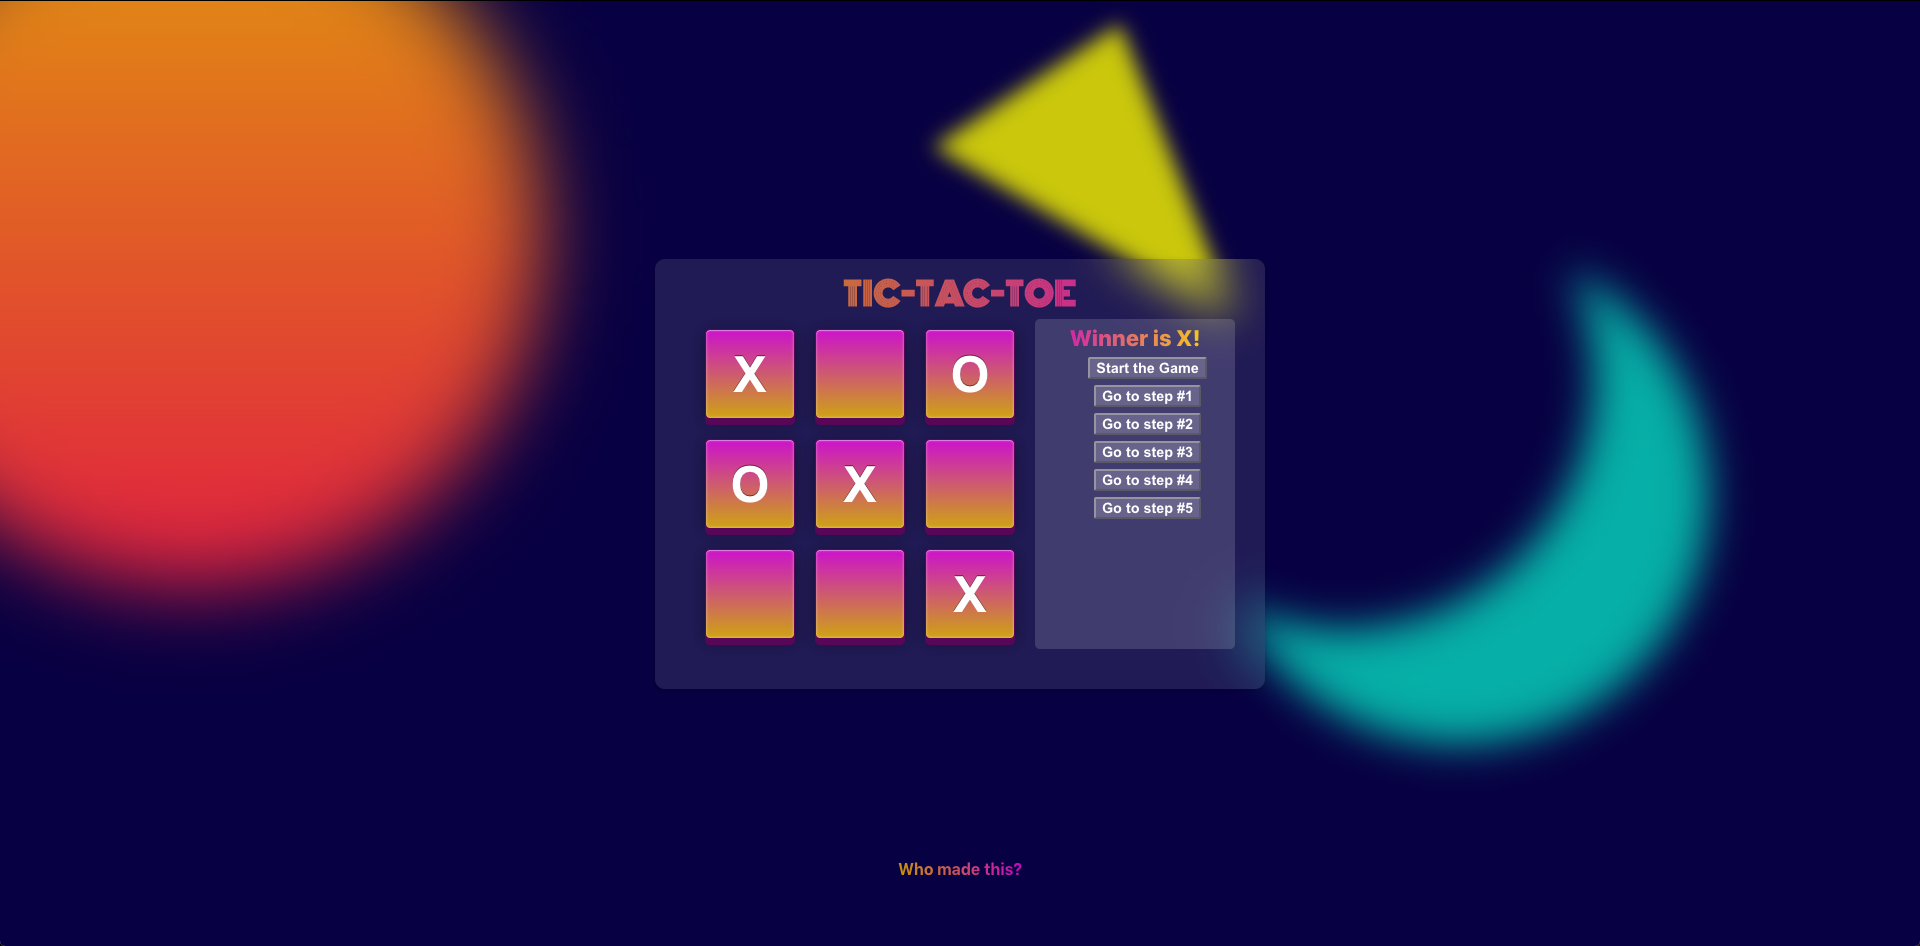 TIC-TAC-TOE
X O
O X
X
Winner is X!
Start the Game
Go to step #1
Go to step #2
Go to step #3
Go to step #4
Go to step #5
Who made this?